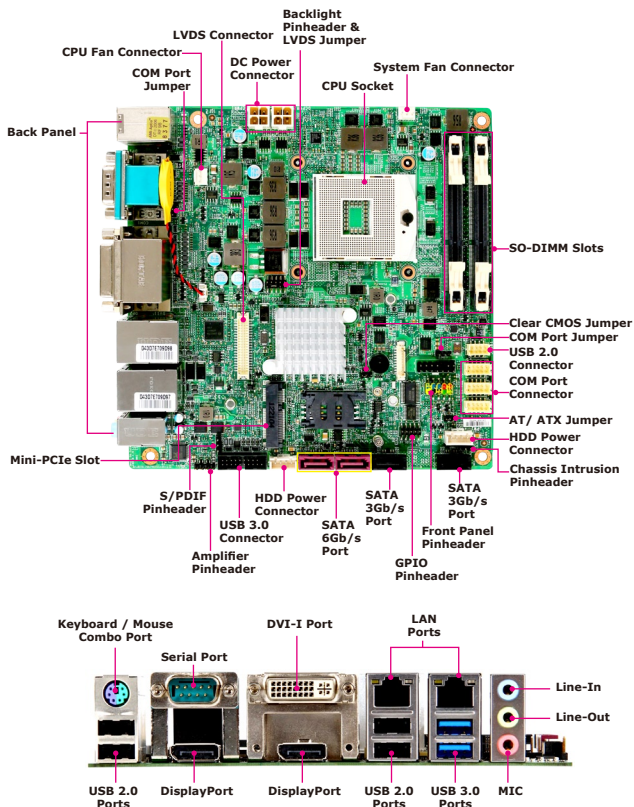 Backlight
Pinheader &
LVDS Jumper
LVDS Connector
CPU Fan Connector
DC Power
Connector
COM Port
Jumper
System Fan Connector
CPU Socket
Back Panel
SO-DIMM Slots
Clear CMOS Jumper
COM Port Jumper
USB 2.0
Connector
COM Port
Connector
AT/ ATX Jumper
HDD Power
Connector
Chassis Intrusion
Pinheader
Mini-PCIe Slot
S/PDIF
Pinheader
USB 3.0
Connector
Amplifier
Pinheader
HDD Power
Connector
SATA
6Gb/s
Port
SATA
3Gb/s
Port
GPIO
Pinheader
Front Panel
Pinheader
SATA
3Gb/s
Port
Keyboard / Mouse
Combo Port
Serial Port
DVI-I Port
LAN
Ports
Line-In
Line-Out
USB 2.0
Ports
DisplayPort
DisplayPort
USB 2.0
Ports
USB 3.0
Ports
MIC